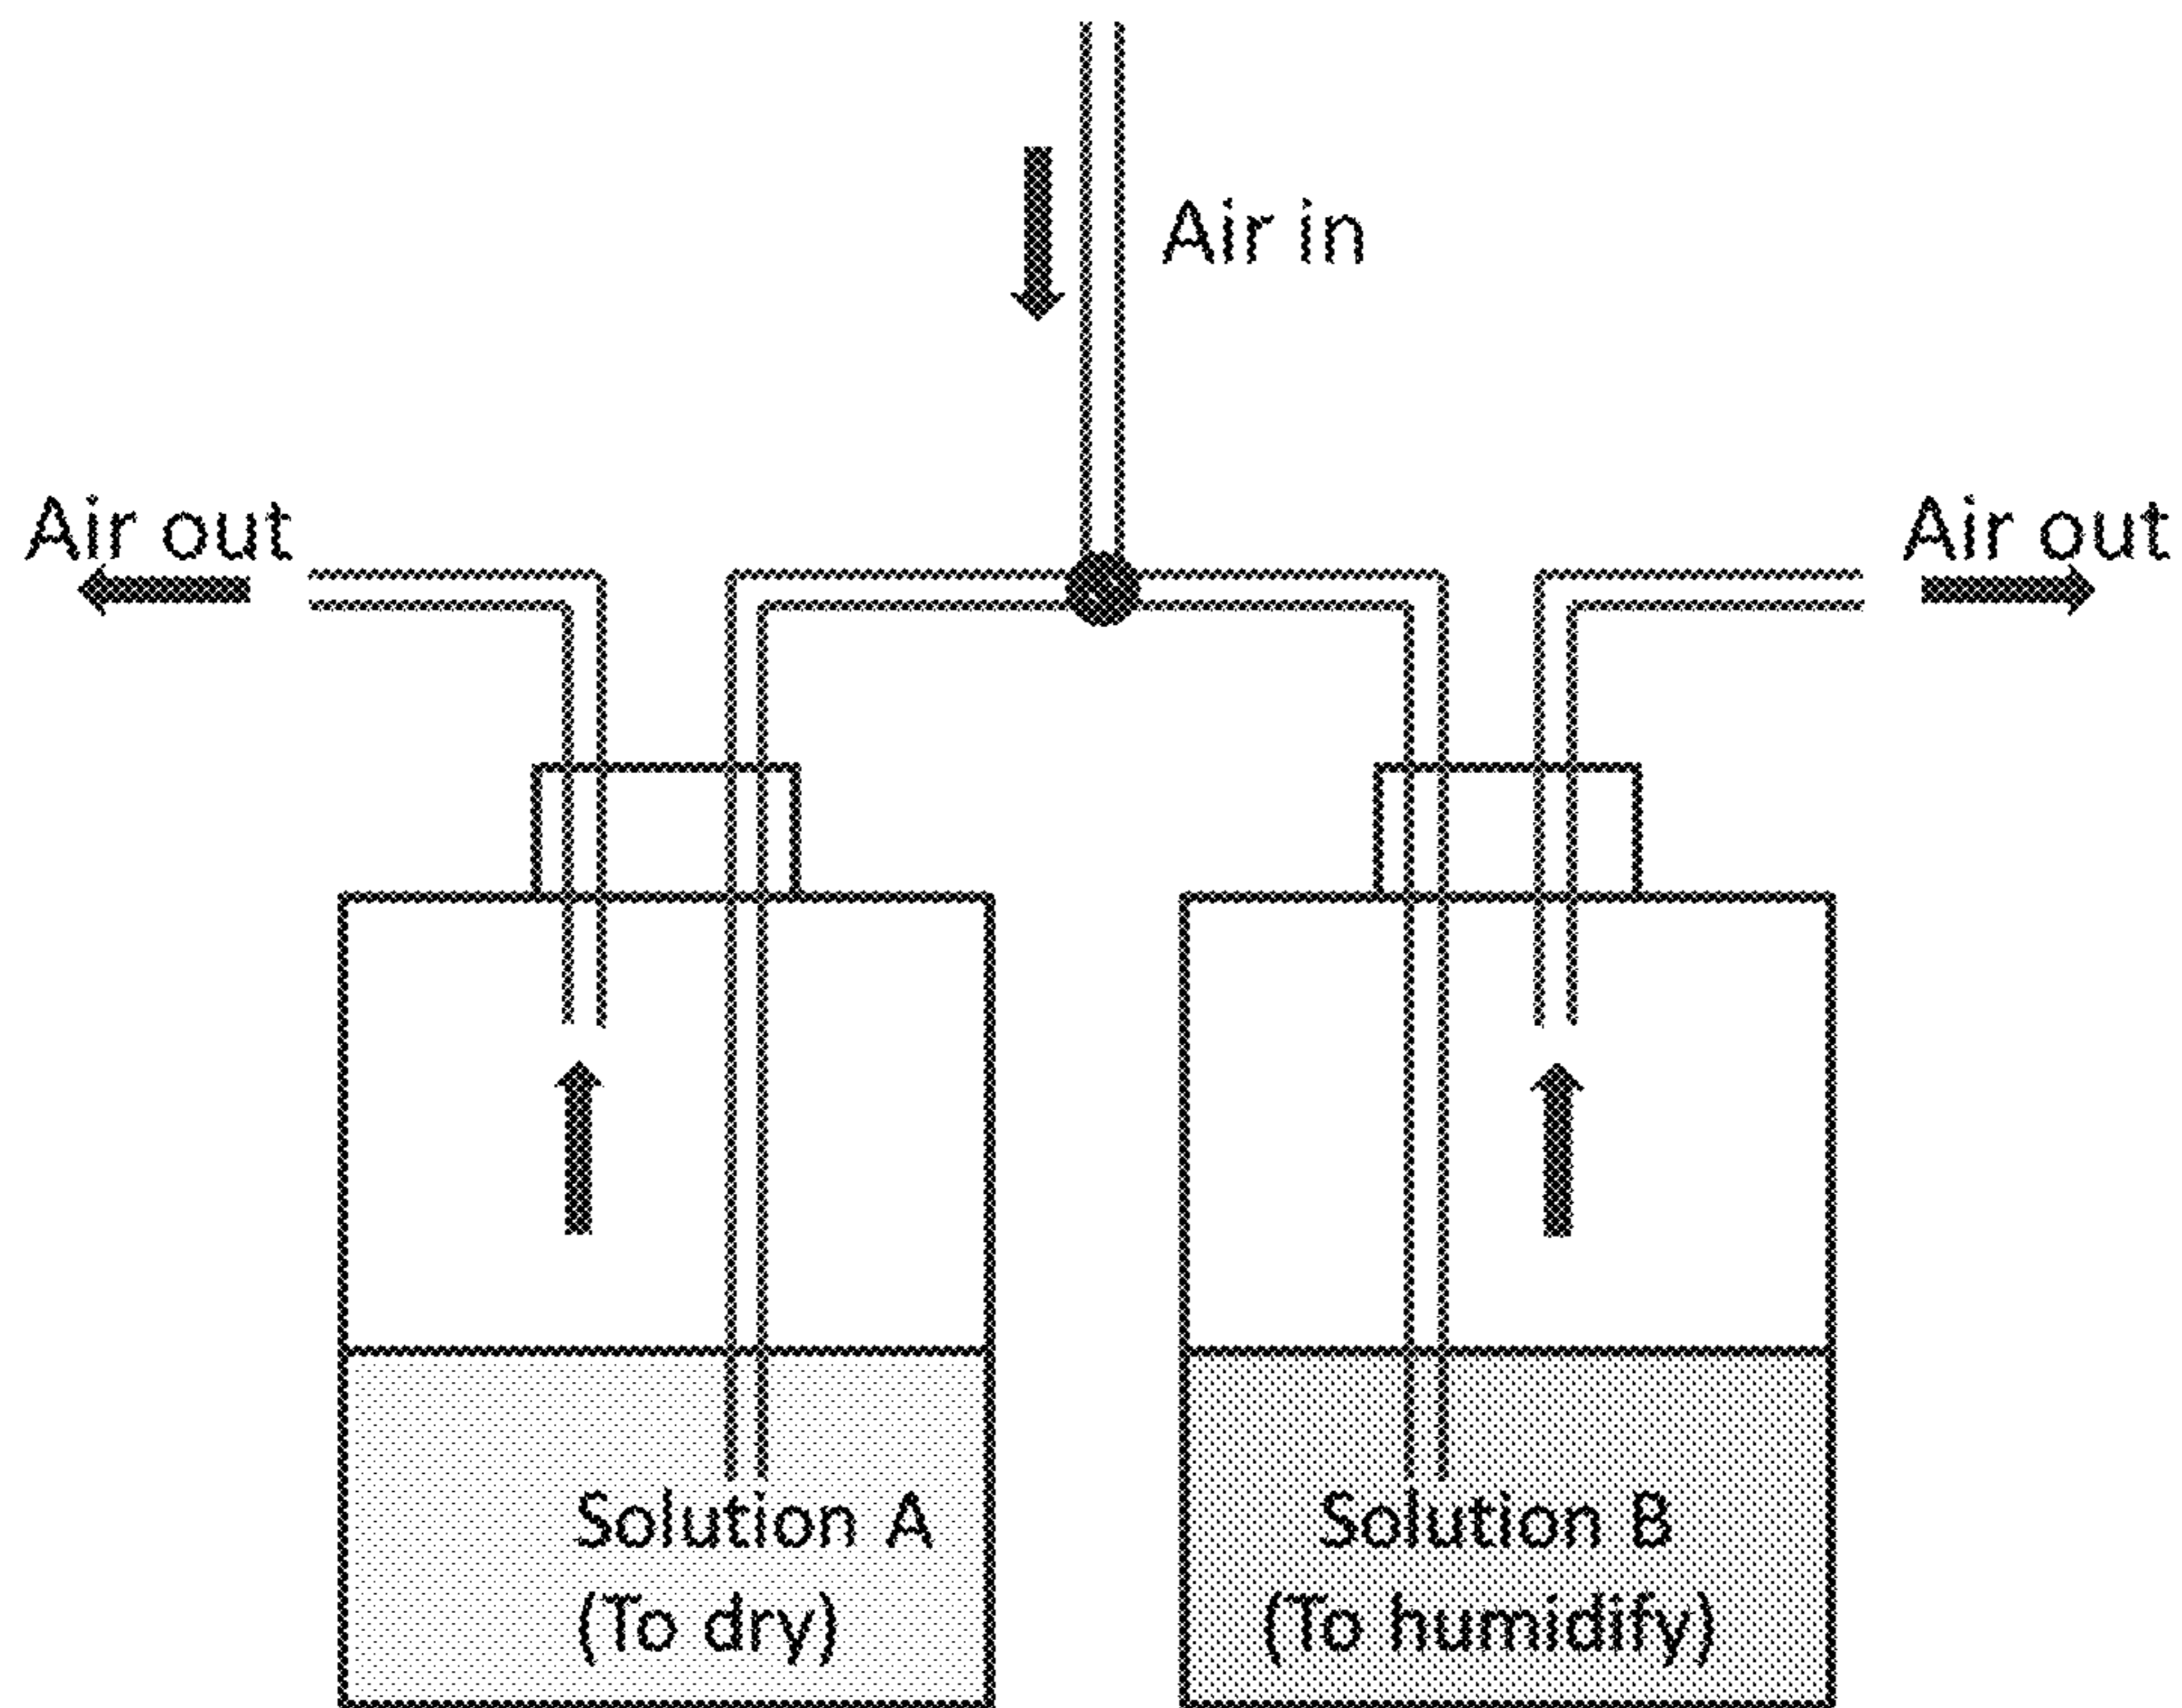 Air in
Air out
Air out
Solution A
(To dry)
Solution B
(To humidify)